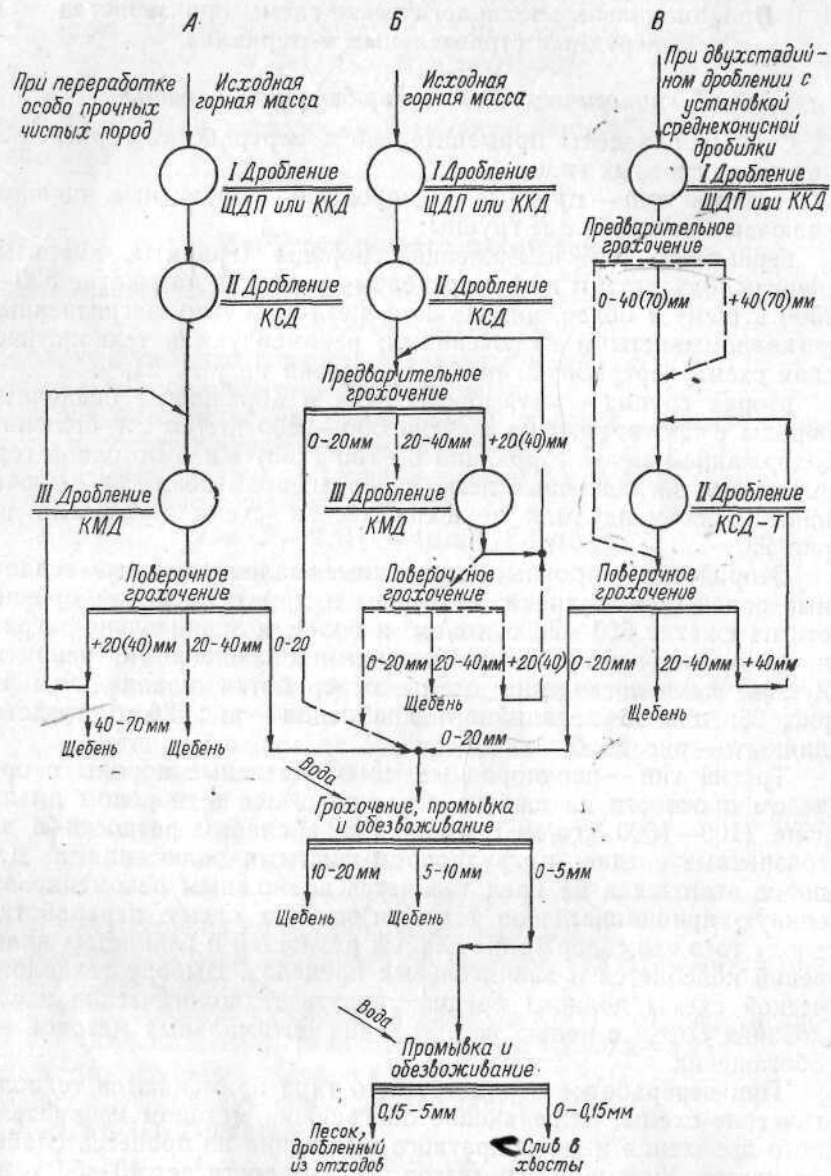 А
Б
В
При переработке
особо прочных
чистых пород
Исходная
горная масса
Исходная
горная масса
При двухстадий-
ном дроблении с
установкой
среднеконусной
дробилки
I Дробление
ЩДП или ККД
I Дробление
ЩДП или ККД
I Дробление
ЩДП или ККД
Предварительное
грохочение
0-40(70)мм
+40(70)мм
II Дробление
КСД
II Дробление
КСД
Предварительное
грохочение
0-20мм
20-40мм
+20(40)мм
III Дробление
КМД
III Дробление
КМД
II Дробление
КСД-Т
Поверочное
грохочение
Поверочное
грохочение
Поверочное
грохочение
+20(40)мм
20-40мм
0-20
0-20мм
20-40мм
+20(40)
0-20мм
20-40мм
+40мм
40-70мм
Щебень
Щебень
Щебень
Щебень
0-20мм
Вода
Грохочение, промывка
и обезвоживание
10-20мм
5-10мм
0-5мм
Щебень
Щебень
Вода
Промывка и
обезвоживание
0,15-5мм
0-0,15мм
Песок,
дробленный
из отходов
Слив в
хвосты